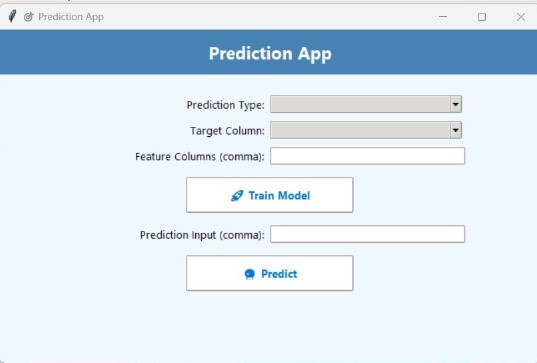 Prediction App
Prediction App
Prediction Type:
Target Column:
Feature Columns (comma):
🚀 Train Model
Prediction Input (comma):
🔮 Predict